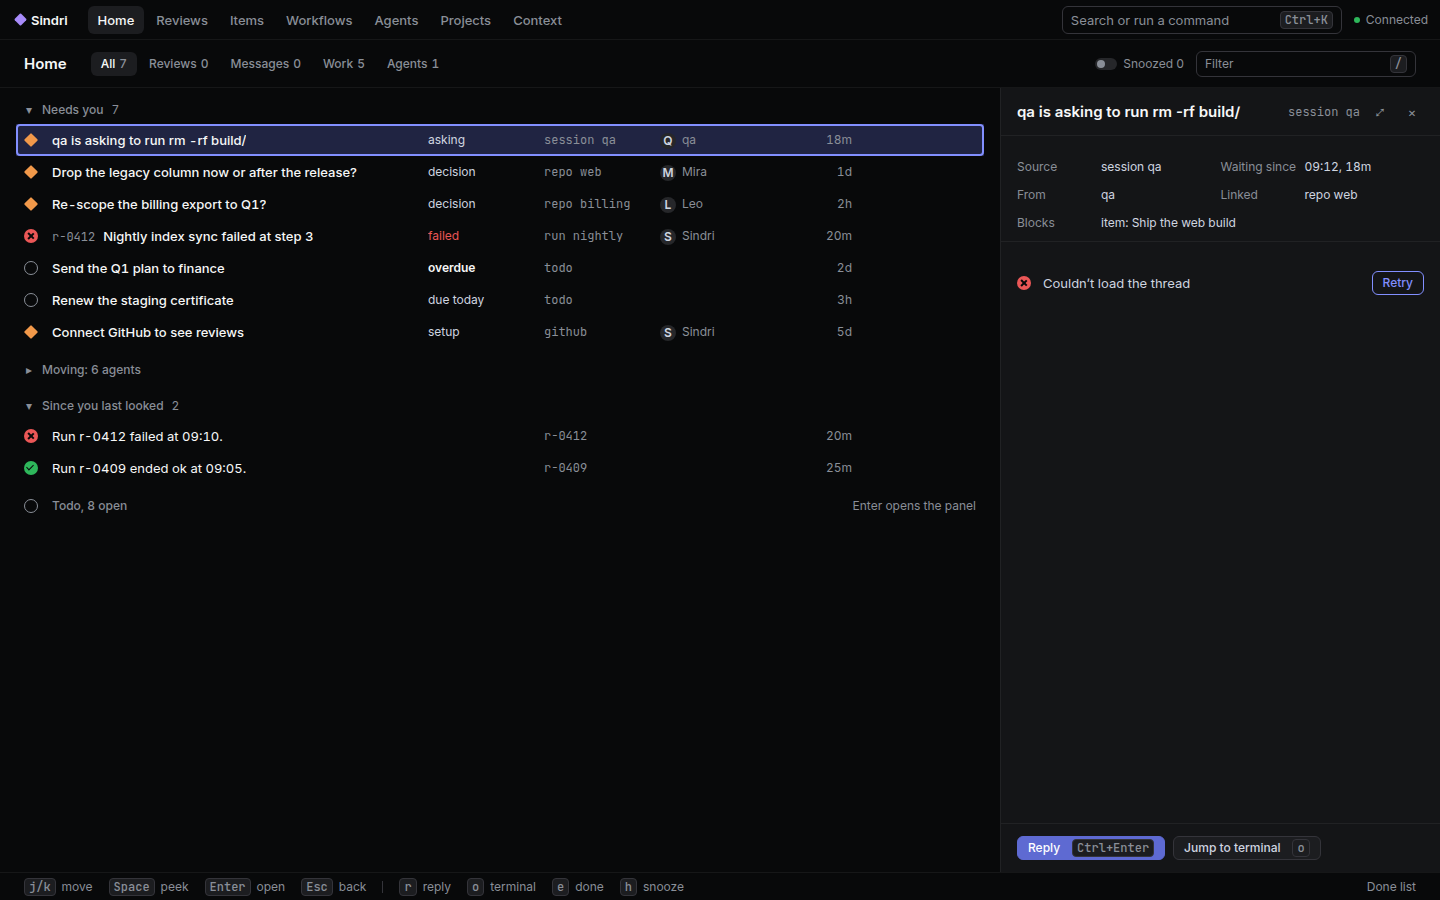 Sindri Home Reviews Items Workflows Agents Projects Context Search or run a command Ctrl+K Connected
Home All 7 Reviews 0 Messages 0 Work 5 Agents 1 Snoozed 0 Filter /
Needs you 7
qa is asking to run rm -rf build/ asking session qa Q qa 18m
Drop the legacy column now or after the release? decision repo web M Mira 1d
Re-scope the billing export to Q1? decision repo billing L Leo 2h
r-0412 Nightly index sync failed at step 3 failed run nightly S Sindri 20m
Send the Q1 plan to finance overdue todo 2d
Renew the staging certificate due today todo 3h
Connect GitHub to see reviews setup github S Sindri 5d
Moving: 6 agents
Since you last looked 2
Run r-0412 failed at 09:10. r-0412 20m
Run r-0409 ended ok at 09:05. r-0409 25m
Todo, 8 open Enter opens the panel
qa is asking to run rm -rf build/ session qa
Source session qa Waiting since 09:12, 18m
From qa Linked repo web
Blocks item: Ship the web build
Couldn't load the thread Retry
Reply Ctrl+Enter Jump to terminal o
j/k move Space peek Enter open Esc back r reply o terminal e done h snooze Done list